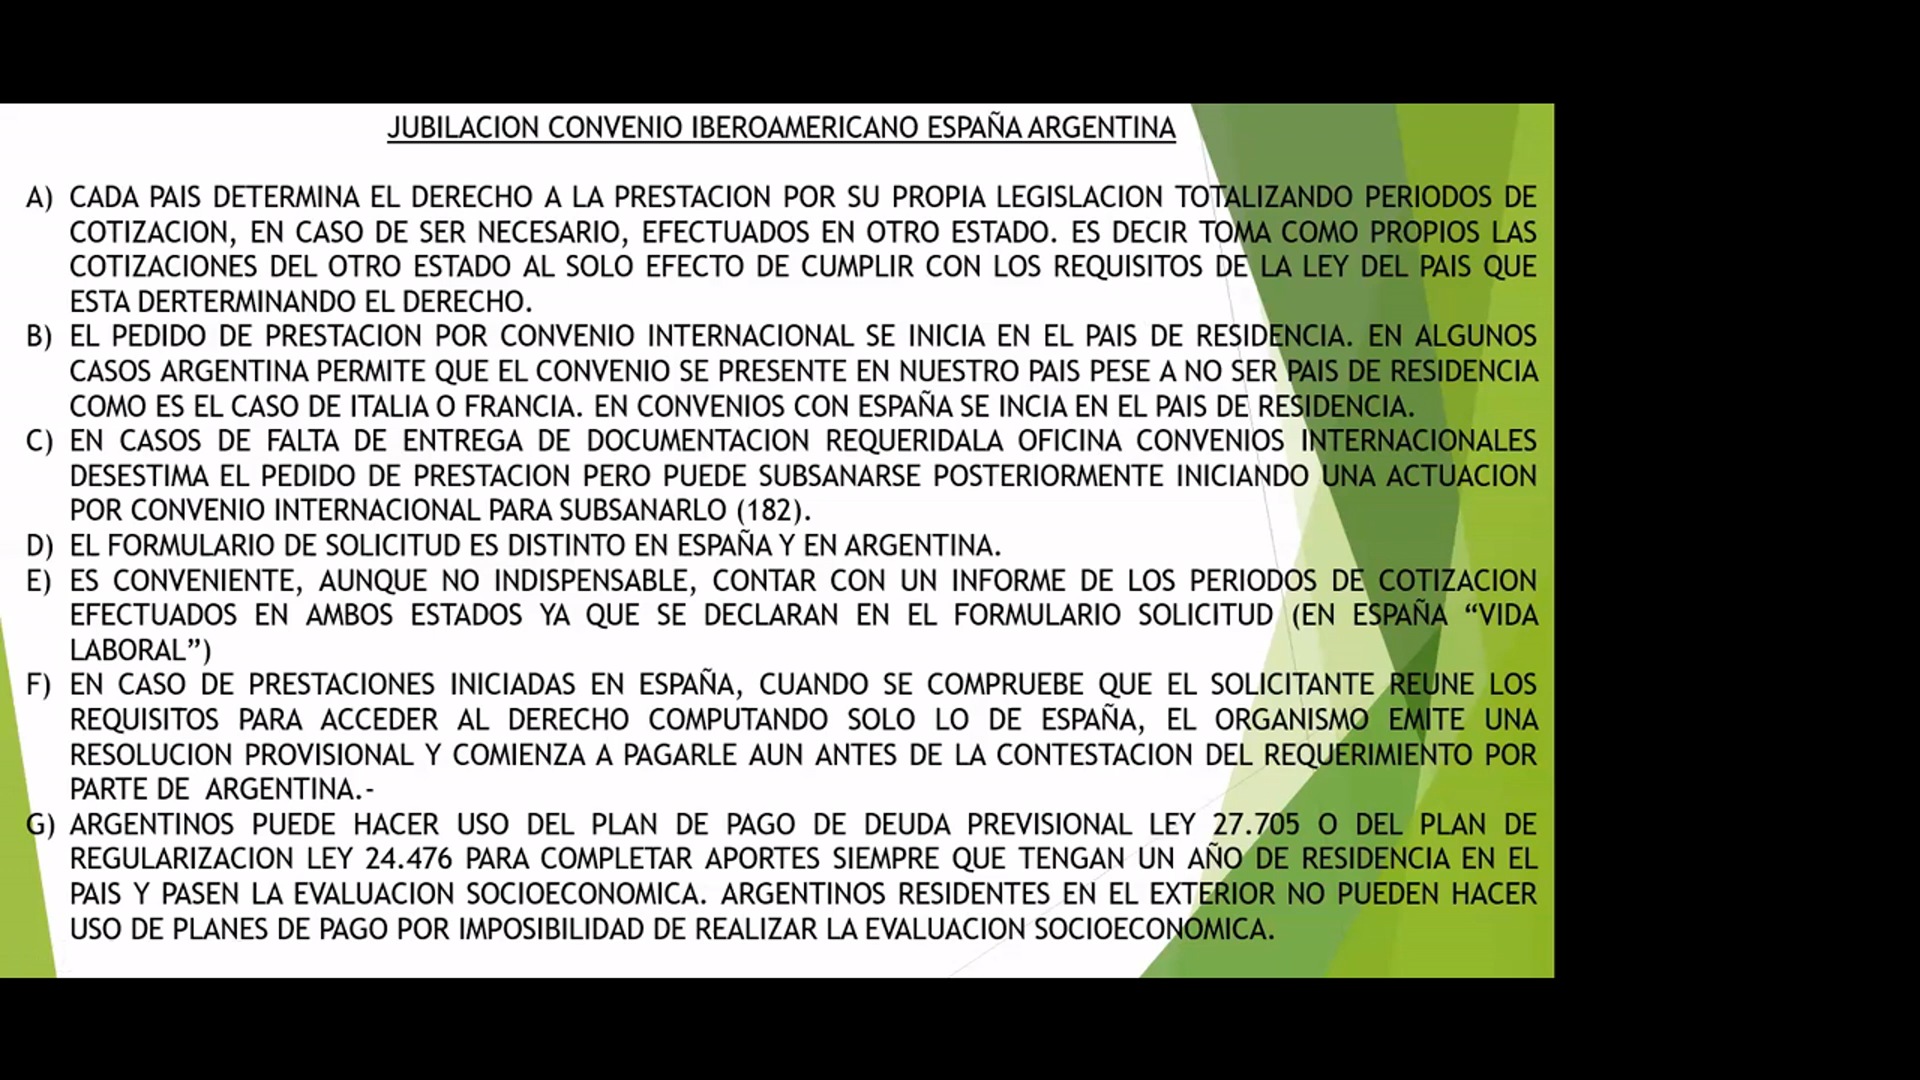 JUBILACION CONVENIO IBEROAMERICANO ESPAÑA ARGENTINA
A) CADA PAIS DETERMINA EL DERECHO A LA PRESTACION POR SU PROPIA LEGISLACION TOTALIZANDO PERIODOS DE
COTIZACION, EN CASO DE SER NECESARIO, EFECTUADOS EN OTRO ESTADO. ES DECIR TOMA COMO PROPIOS LAS
COTIZACIONES DEL OTRO ESTADO AL SOLO EFECTO DE CUMPLIR CON LOS REQUISITOS DE LA LEY DEL PAIS QUE
ESTA DERTERMINANDO EL DERECHO.
B) EL PEDIDO DE PRESTACION POR CONVENIO INTERNACIONAL SE INICIA EN EL PAIS DE RESIDENCIA. EN ALGUNOS
CASOS ARGENTINA PERMITE QUE EL CONVENIO SE PRESENTE EN NUESTRO PAIS PESE A NO SER PAIS DE RESIDENCIA
COMO ES EL CASO DE ITALIA O FRANCIA. EN CONVENIOS CON ESPAÑA SE INCIA EN EL PAIS DE RESIDENCIA.
C) EN CASOS DE FALTA DE ENTREGA DE DOCUMENTACION REQUERIDALA OFICINA CONVENIOS INTERNACIONALES
DESESTIMA EL PEDIDO DE PRESTACION PERO PUEDE SUBSANARSE POSTERIORMENTE INICIANDO UNA ACTUACION
POR CONVENIO INTERNACIONAL PARA SUBSANARLO (182).
D) EL FORMULARIO DE SOLICITUD ES DISTINTO EN ESPAÑA Y EN ARGENTINA.
E) ES CONVENIENTE, AUNQUE NO INDISPENSABLE, CONTAR CON UN INFORME DE LOS PERIODOS DE COTIZACION
EFECTUADOS EN AMBOS ESTADOS YA QUE SE DECLARAN EN EL FORMULARIO SOLICITUD (EN ESPAÑA “VIDA
LABORAL”)
F) EN CASO DE PRESTACIONES INICIADAS EN ESPAÑA, CUANDO SE COMPRUEBE QUE EL SOLICITANTE REUNE LOS
REQUISITOS PARA ACCEDER AL DERECHO COMPUTANDO SOLO LO DE ESPAÑA, EL ORGANISMO EMITE UNA
RESOLUCION PROVISIONAL Y COMIENZA A PAGARLE AUN ANTES DE LA CONTESTACION DEL REQUERIMIENTO POR
PARTE DE ARGENTINA.-
G) ARGENTINOS PUEDE HACER USO DEL PLAN DE PAGO DE DEUDA PREVISIONAL LEY 27.705 O DEL PLAN DE
REGULARIZACION LEY 24.476 PARA COMPLETAR APORTES SIEMPRE QUE TENGAN UN AÑO DE RESIDENCIA EN EL
PAIS Y PASEN LA EVALUACION SOCIOECONOMICA. ARGENTINOS RESIDENTES EN EL EXTERIOR NO PUEDEN HACER
USO DE PLANES DE PAGO POR IMPOSIBILIDAD DE REALIZAR LA EVALUACION SOCIOECONOMICA.